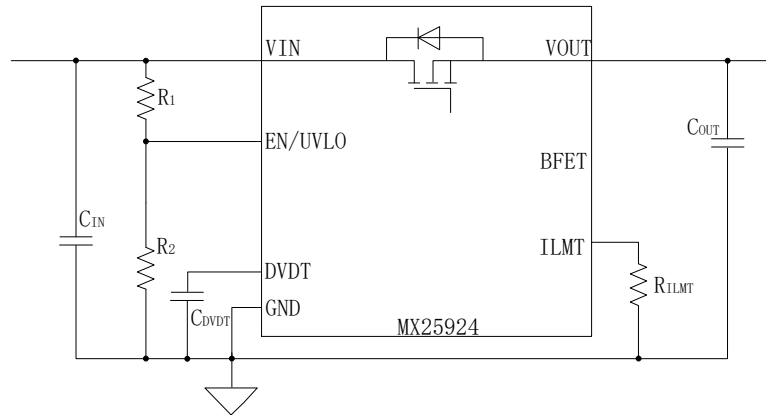 VIN
VOUT
R1
COUT
EN/UVLO
BFET
CIN
R2
ILMT
DVDT
RILMT
CDVDT
GND
MX25924